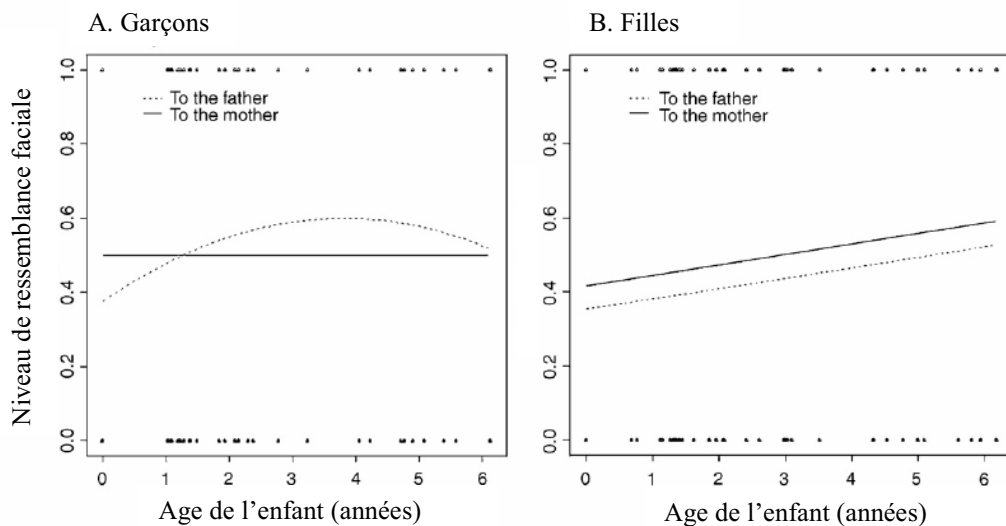 A. Garçons
B. Filles
Niveau de ressemblance faciale
1.0
0.8
0.6
0.4
0.2
0.0
To the father
To the mother
0 1 2 3 4 5 6
Age de l’enfant (années)
1.0
0.8
0.6
0.4
0.2
0.0
To the father
To the mother
0 1 2 3 4 5 6
Age de l’enfant (années)